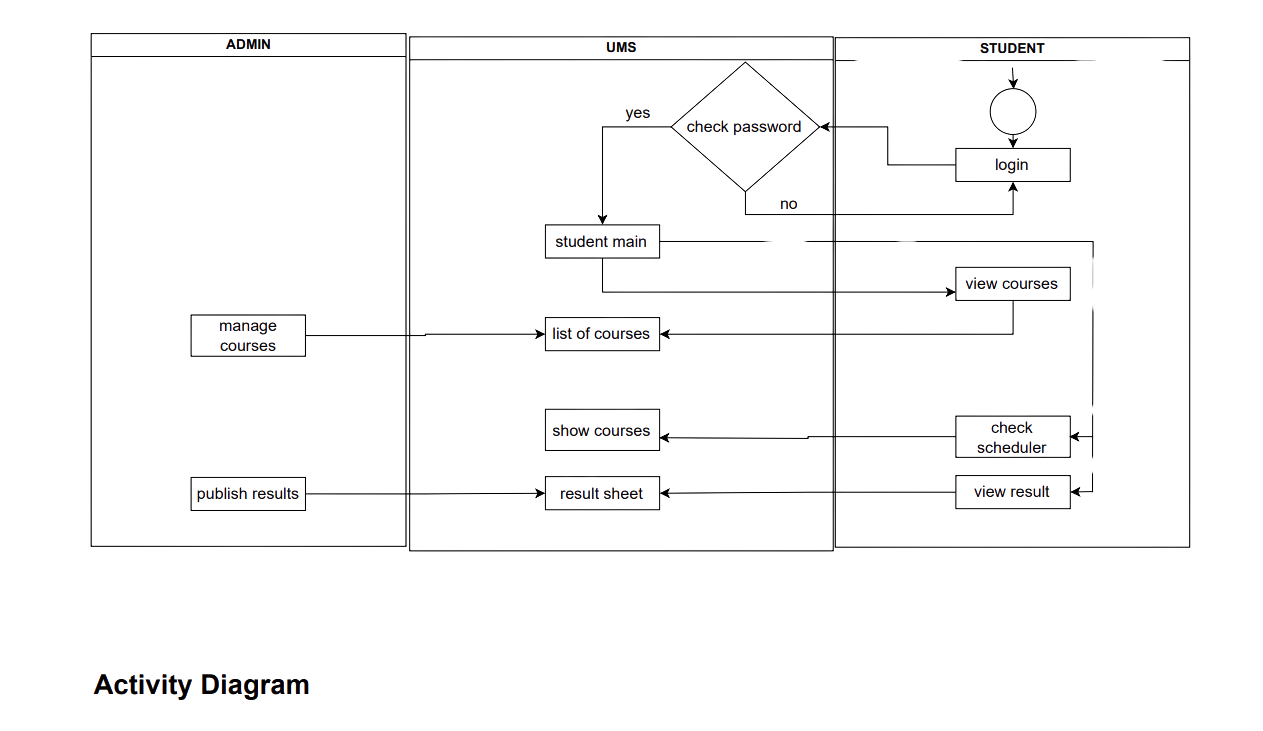 ADMIN
UMS
STUDENT
yes
check password
login
no
student main
view courses
manage
courses
list of courses
show courses
check
scheduler
publish results
result sheet
view result
Activity Diagram